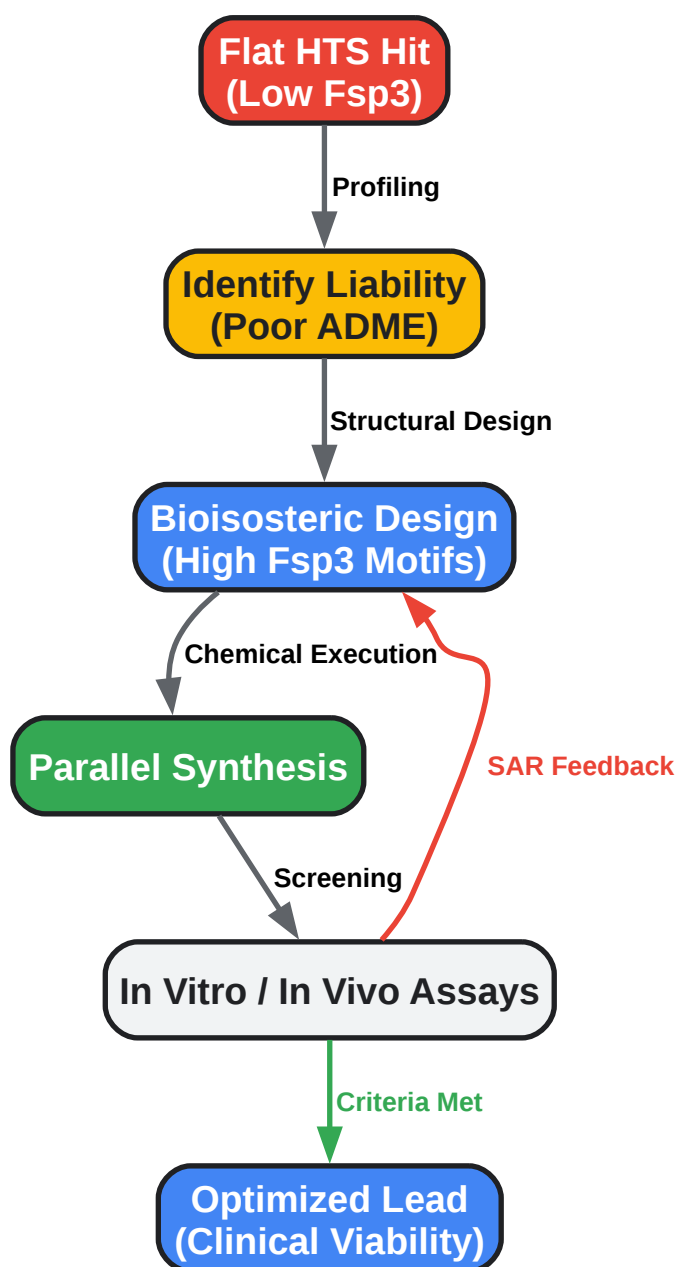 Flat HTS Hit
(Low Fsp3)
Profiling
Identify Liability
(Poor ADME)
Structural Design
Bioisosteric Design
(High Fsp3 Motifs)
Chemical Execution
Parallel Synthesis
SAR Feedback
Screening
In Vitro / In Vivo Assays
Criteria Met
Optimized Lead
(Clinical Viability)